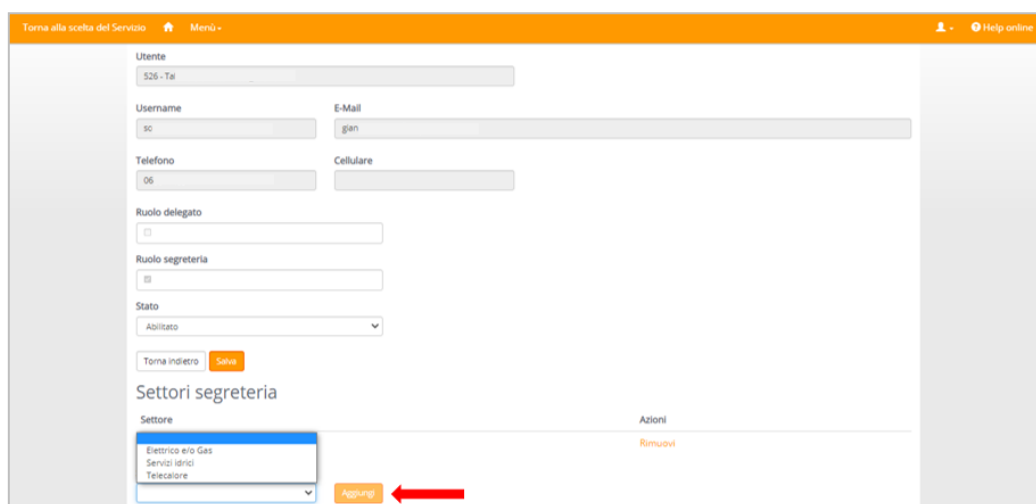 Torna alla scelta del Servizio Menù Help online
Utente
526 - Tai
Username E-Mail
sc gian
Telefono Cellulare
06
Ruolo delegato
Ruolo segreteria
Stato
Abilitato
Torna indietro Salva
Settori segreteria
Settore Azioni
Rimuovi
Elettrico e/o Gas
Servizi idrici
Telecalore
Aggiungi